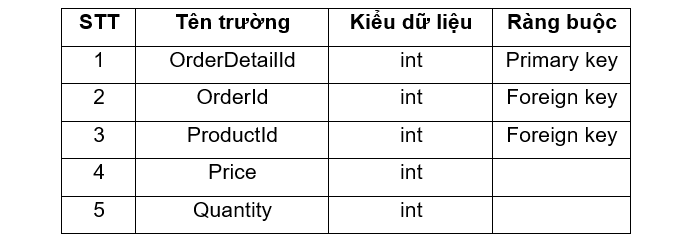 STT Tên trường Kiểu dữ liệu Ràng buộc
1 OrderDetailId int Primary key
2 OrderId int Foreign key
3 ProductId int Foreign key
4 Price int
5 Quantity int